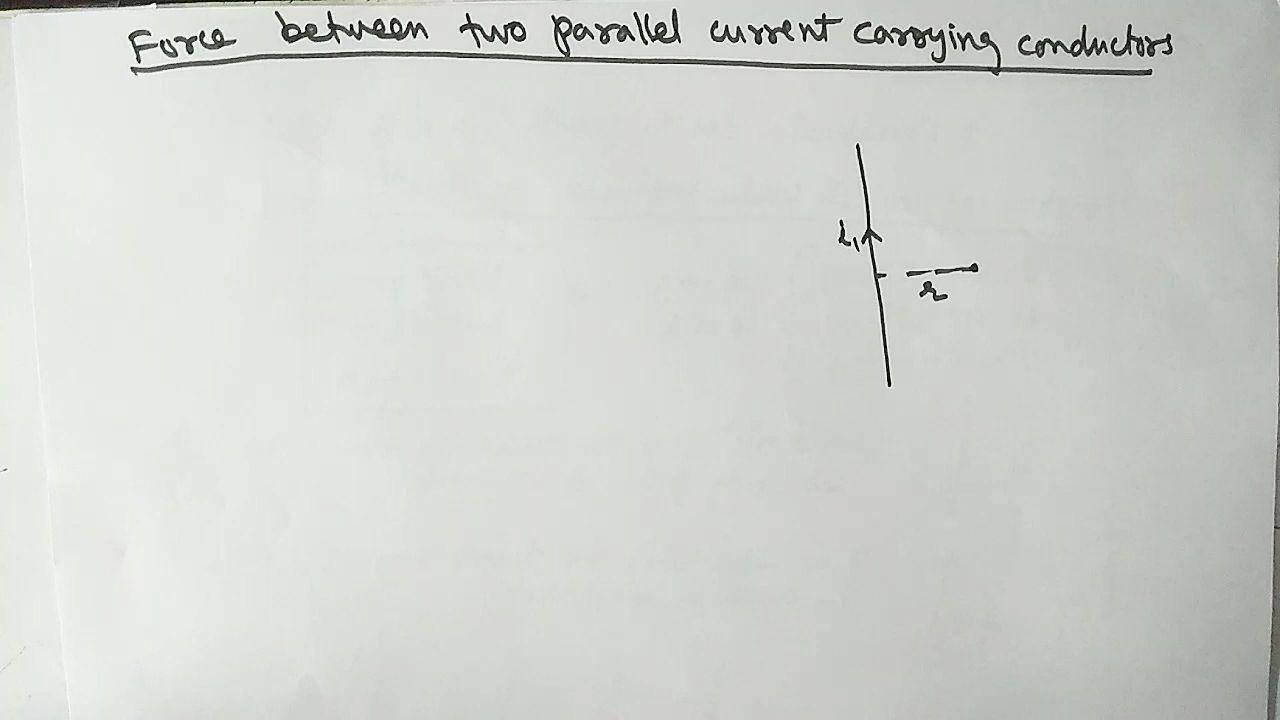 Force between two parallel current carrying conductors
i₁
r